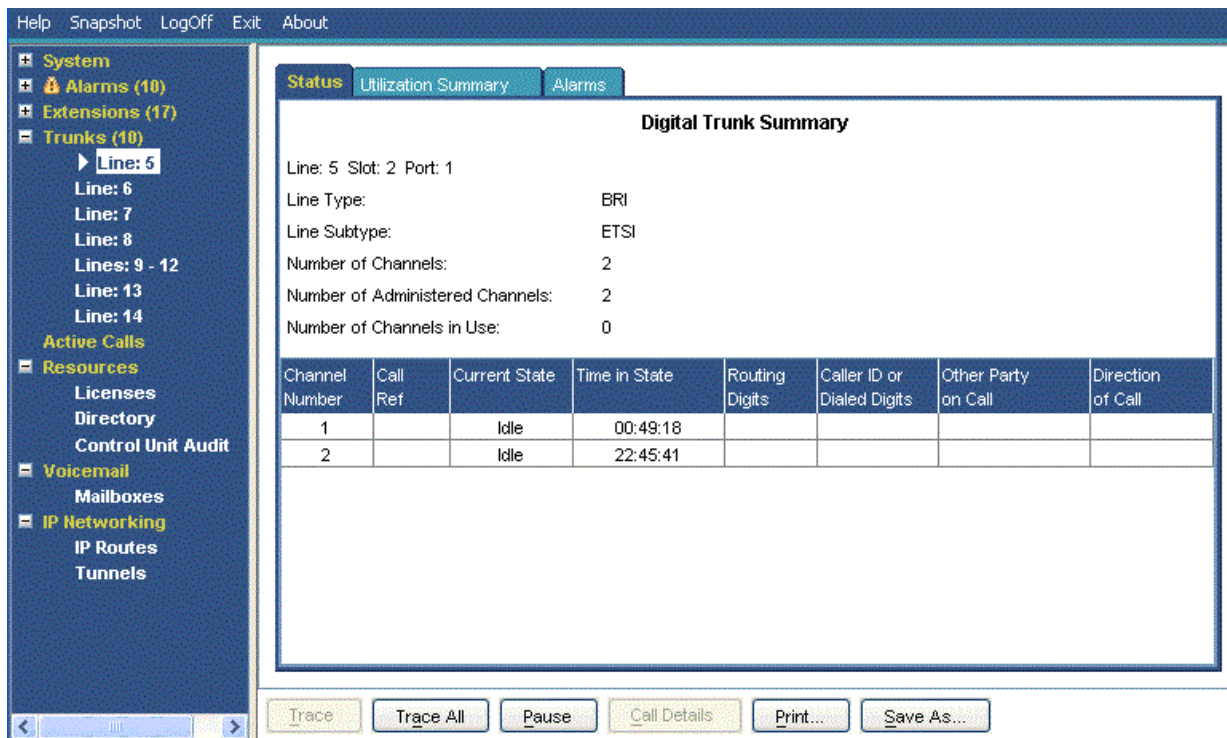 Help Snapshot LogOff Exit About
System
Alarms (10)
Extensions (17)
Trunks (10)
Line: 5
Line: 6
Line: 7
Line: 8
Lines: 9 - 12
Line: 13
Line: 14
Active Calls
Resources
Licenses
Directory
Control Unit Audit
Voicemail
Mailboxes
IP Networking
IP Routes
Tunnels
Status Utilization Summary Alarms
Digital Trunk Summary
Line: 5 Slot: 2 Port: 1
Line Type: BRI
Line Subtype: ETSI
Number of Channels: 2
Number of Administered Channels: 2
Number of Channels in Use: 0
Channel Call Current State Time in State Routing Caller ID or Other Party Direction
Number Ref Digits Dialed Digits on Call of Call
1 Idle 00:49:18
2 Idle 22:45:41
Trace Trace All Pause Call Details Print... Save As...